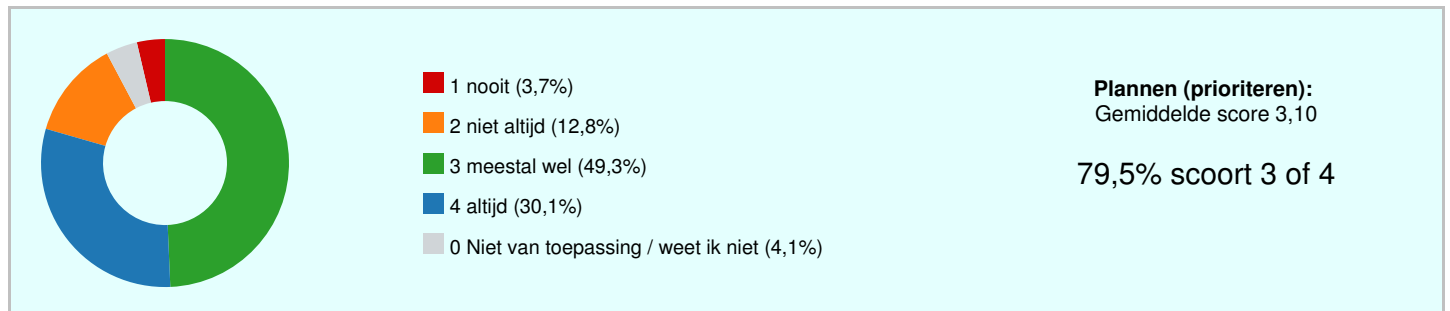 1 nooit (3,7%)
2 niet altijd (12,8%)
3 meestal wel (49,3%)
4 altijd (30,1%)
0 Niet van toepassing / weet ik niet (4,1%)
Plannen (prioriteren):
Gemiddelde score 3,10
79,5% scoort 3 of 4